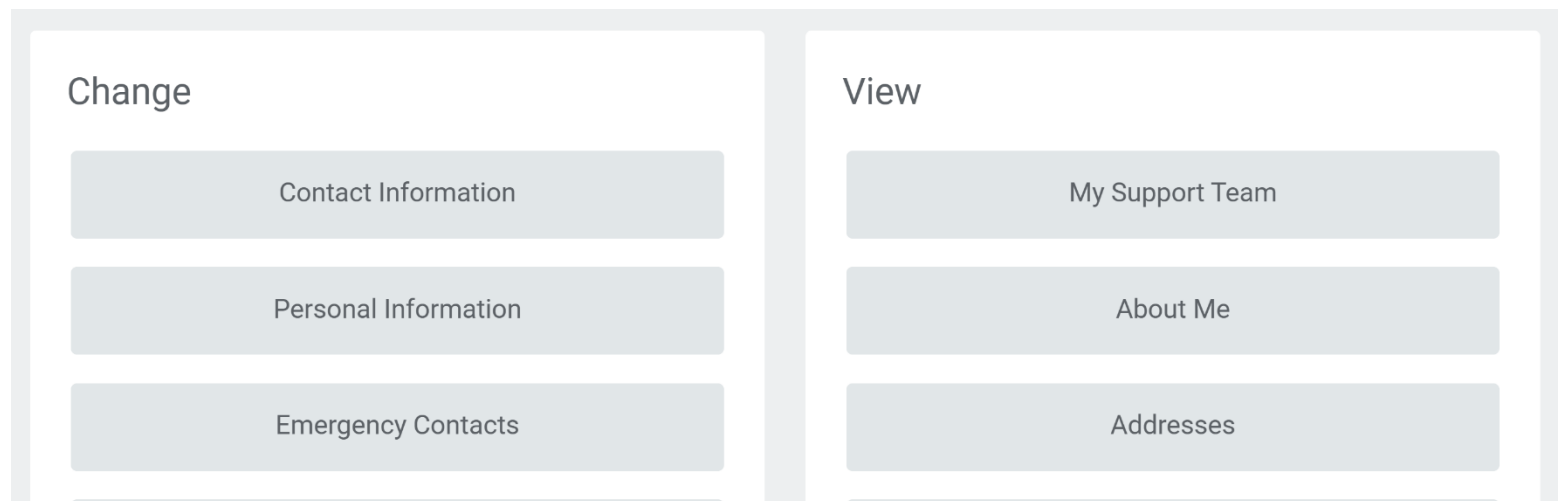 Change
Contact Information
Personal Information
Emergency Contacts
View
My Support Team
About Me
Addresses